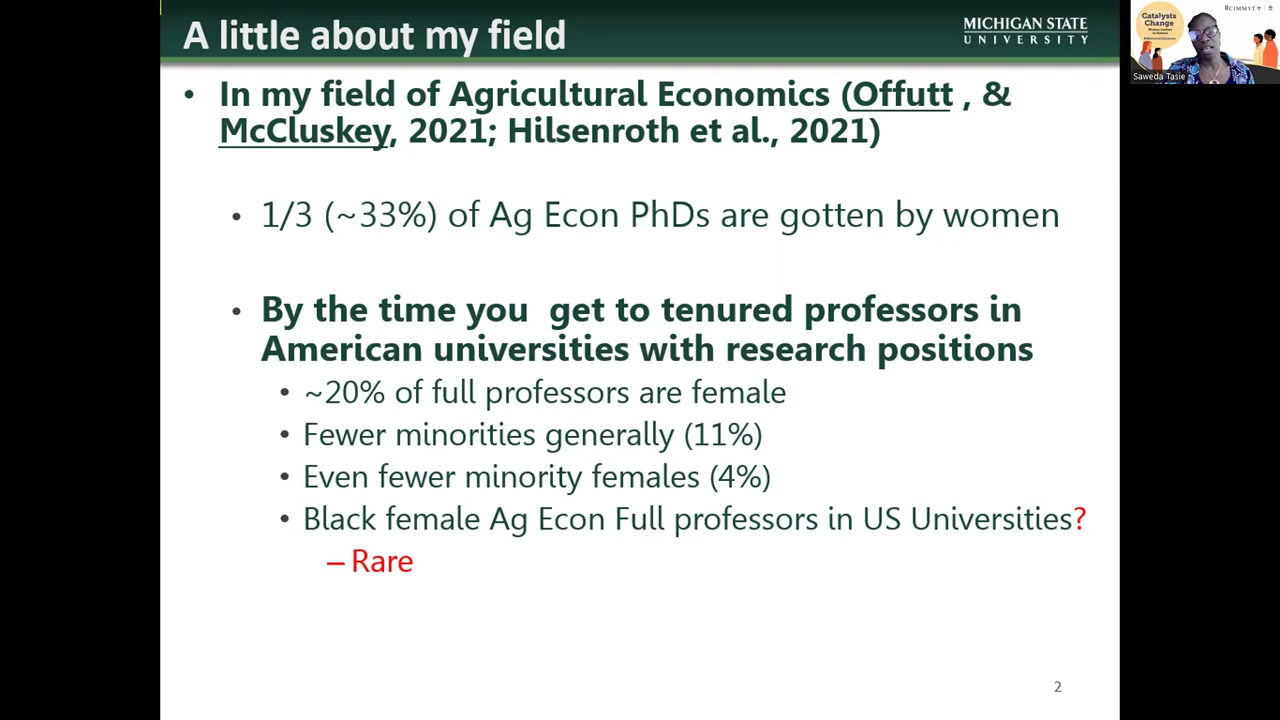 A little about my field
MICHIGAN STATE
UNIVERSITY
• In my field of Agricultural Economics (Offutt , &
McCluskey, 2021; Hilsenroth et al., 2021)
• 1/3 (~33%) of Ag Econ PhDs are gotten by women
• By the time you get to tenured professors in
American universities with research positions
• ~20% of full professors are female
• Fewer minorities generally (11%)
• Even fewer minority females (4%)
• Black female Ag Econ Full professors in US Universities?
– Rare
2
Catalysts
Change
CIMMYT
Saweda Tasie